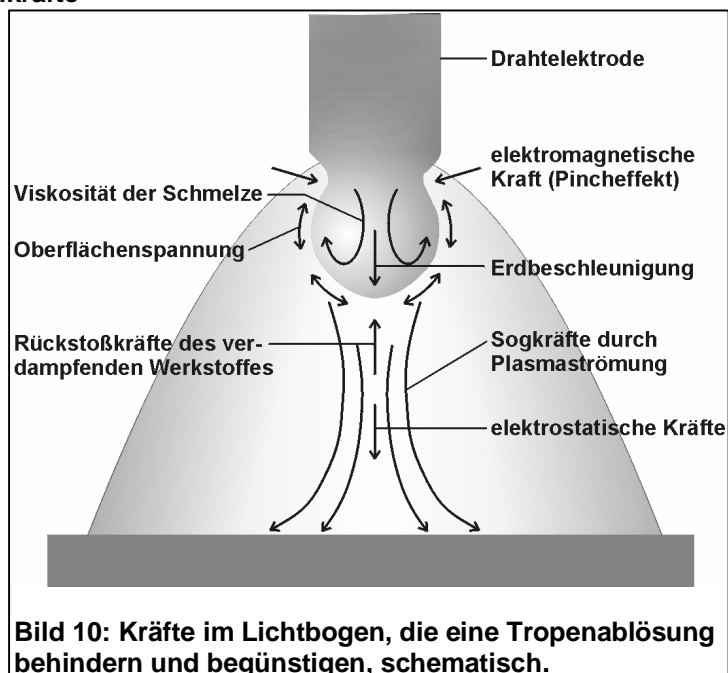 Drahtelektrode
elektromagnetische
Kraft (Pincheffekt)
Viskosität der Schmelze
Oberflächenspannung
Erdbeschleunigung
Rückstoßkräfte des ver-
dampfenden Werkstoffes
Sogkräfte durch
Plasmaströmung
elektrostatische Kräfte
Bild 10: Kräfte im Lichtbogen, die eine Tropenablösung
behindern und begünstigen, schematisch.